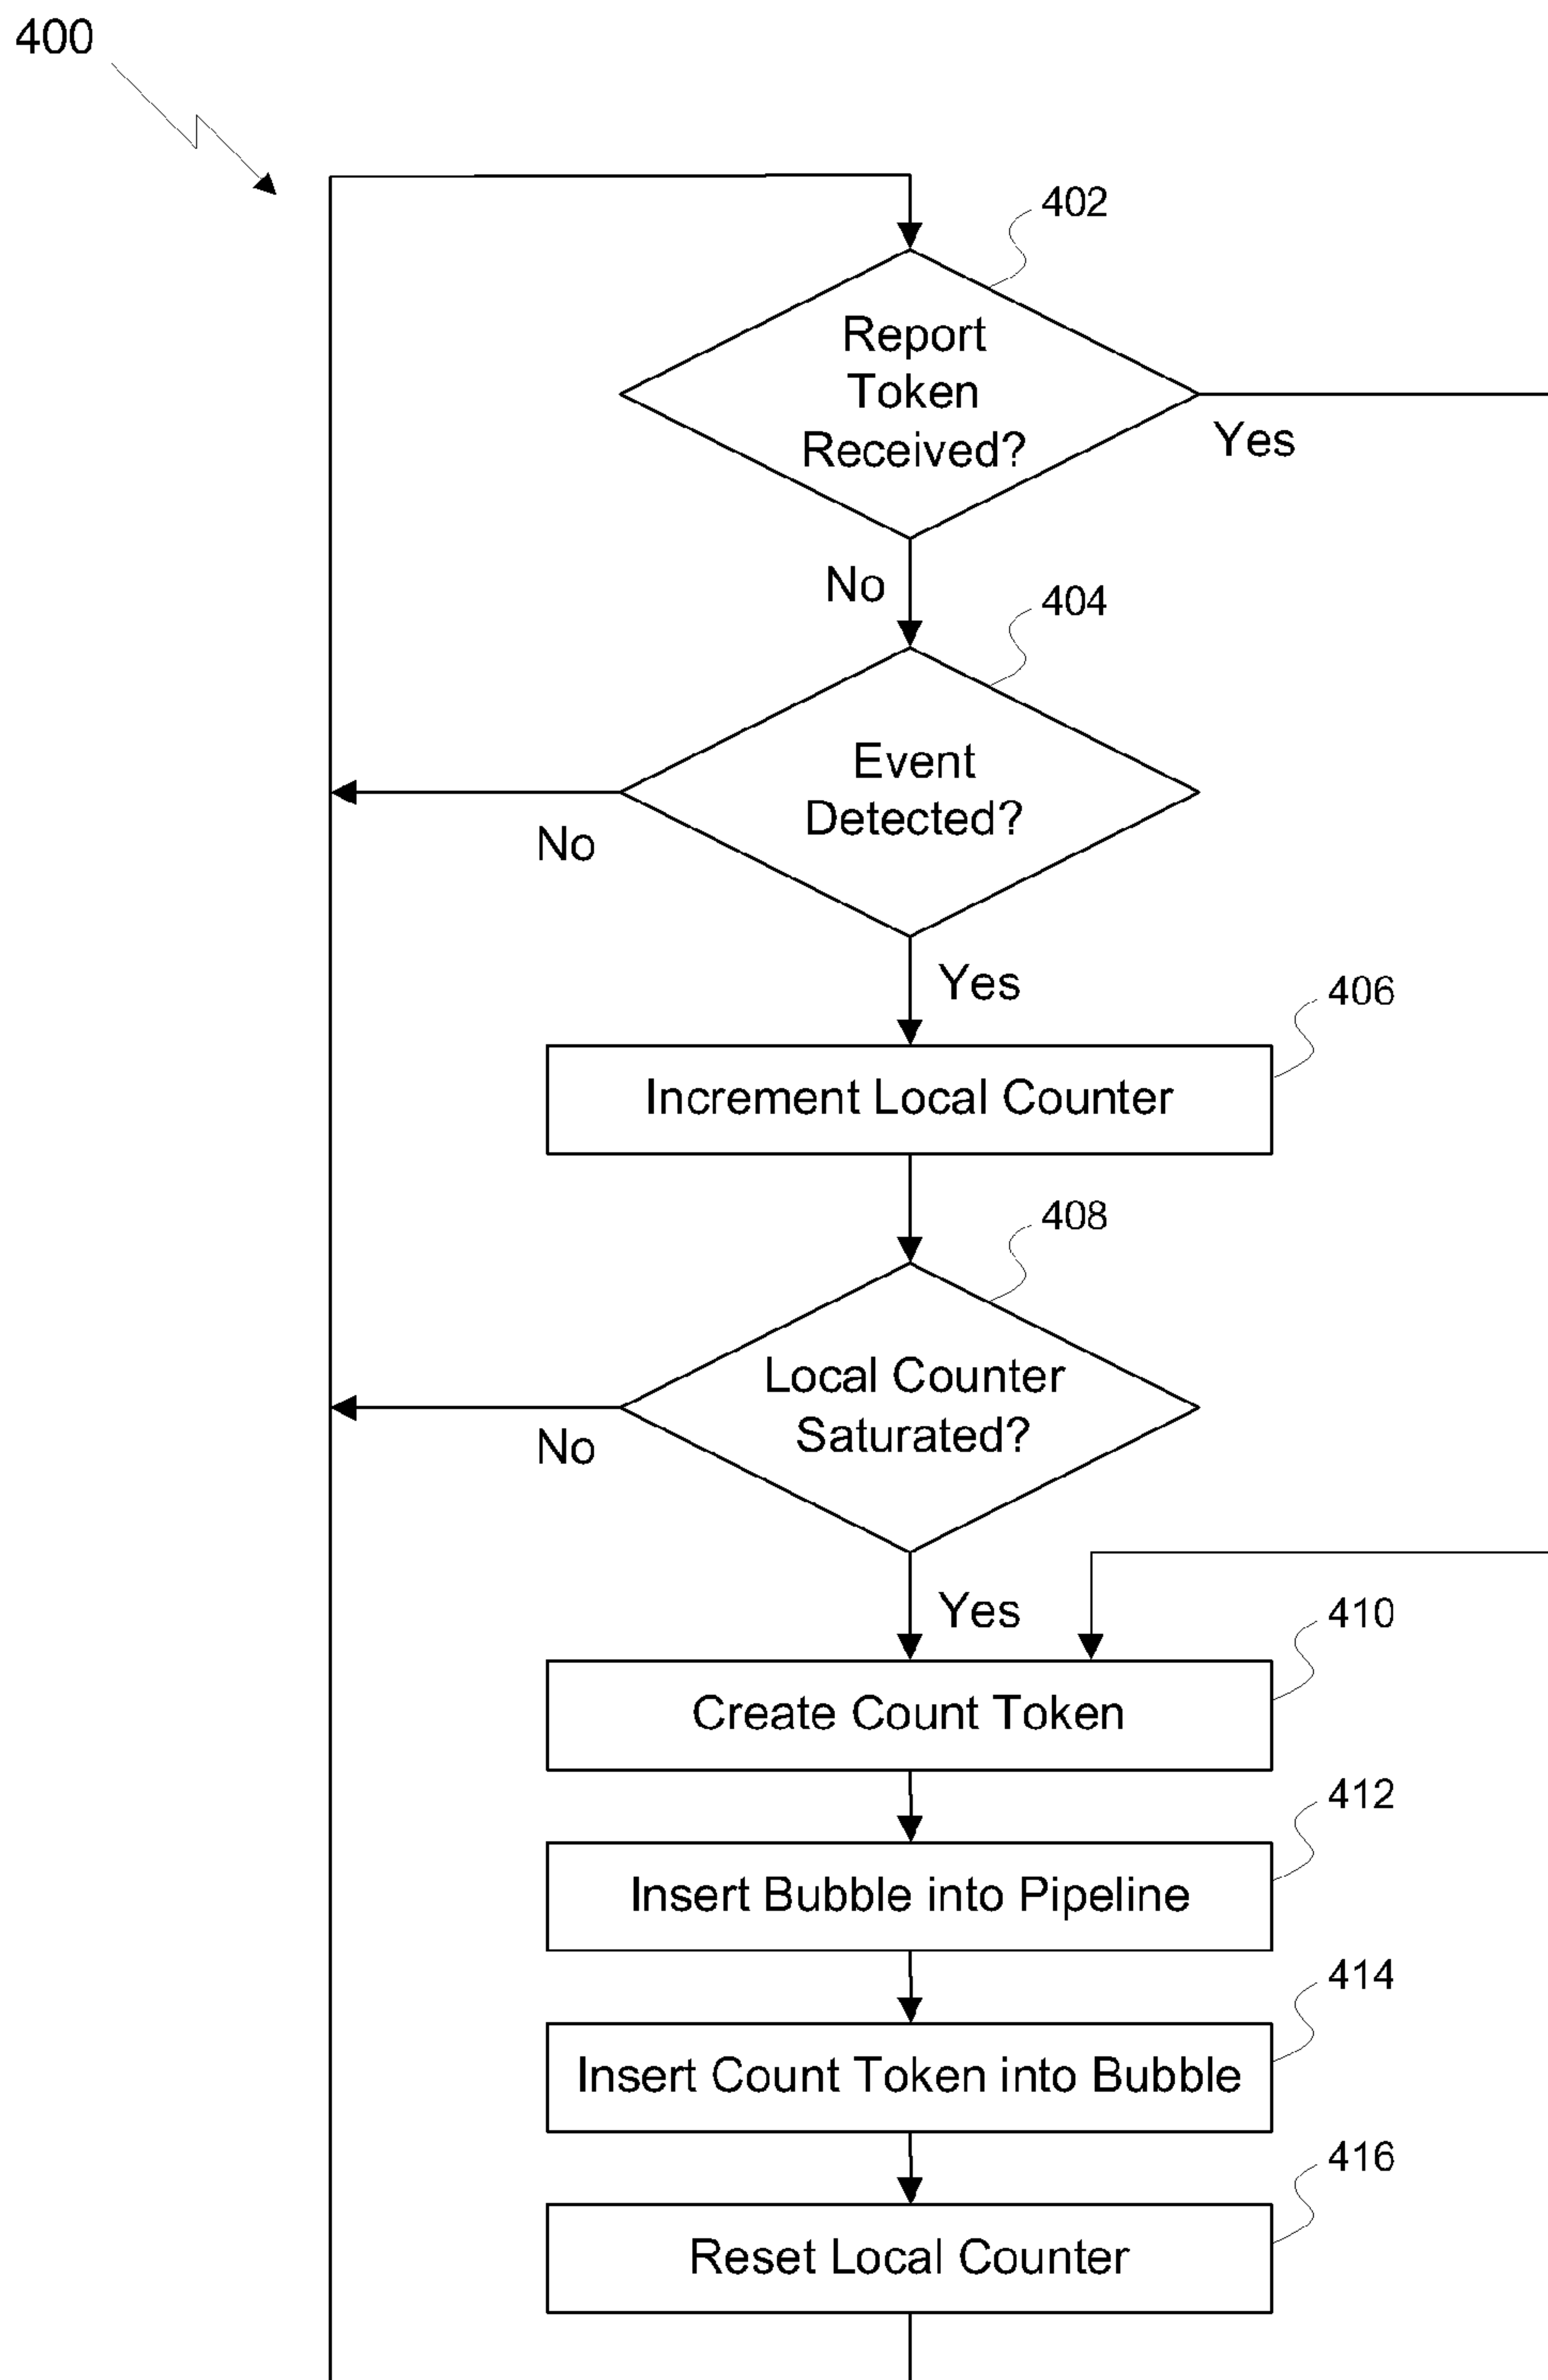 400
402
Report
Token
Received?
Yes
No
404
Event
Detected?
No
Yes
406
Increment Local Counter
408
Local Counter
Saturated?
No
Yes
410
Create Count Token
412
Insert Bubble into Pipeline
414
Insert Count Token into Bubble
416
Reset Local Counter